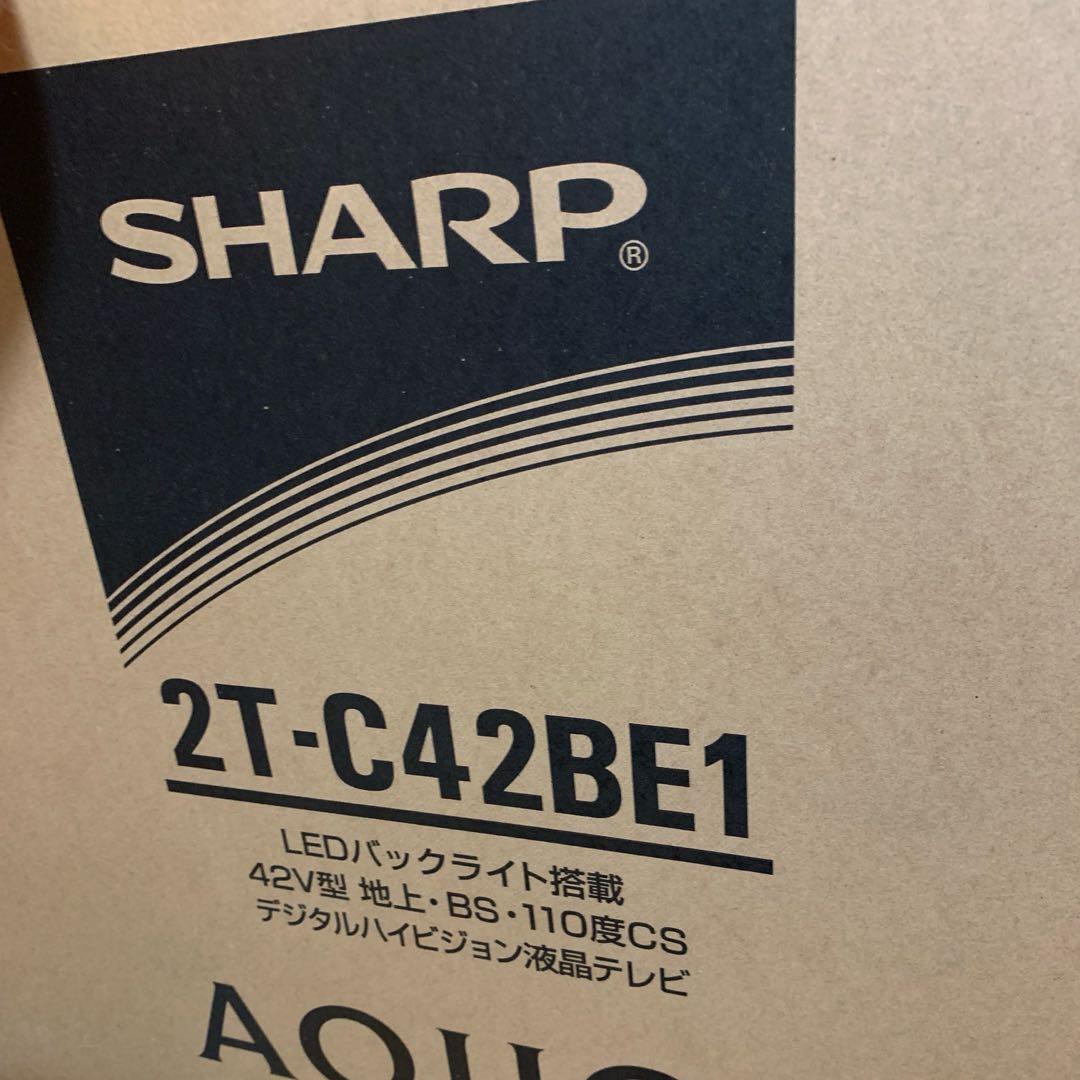 SHARP®
2T-C42BE1
LEDバックライト搭載
42V型 地上・BS・110度CS
デジタルハイビジョン液晶テレビ